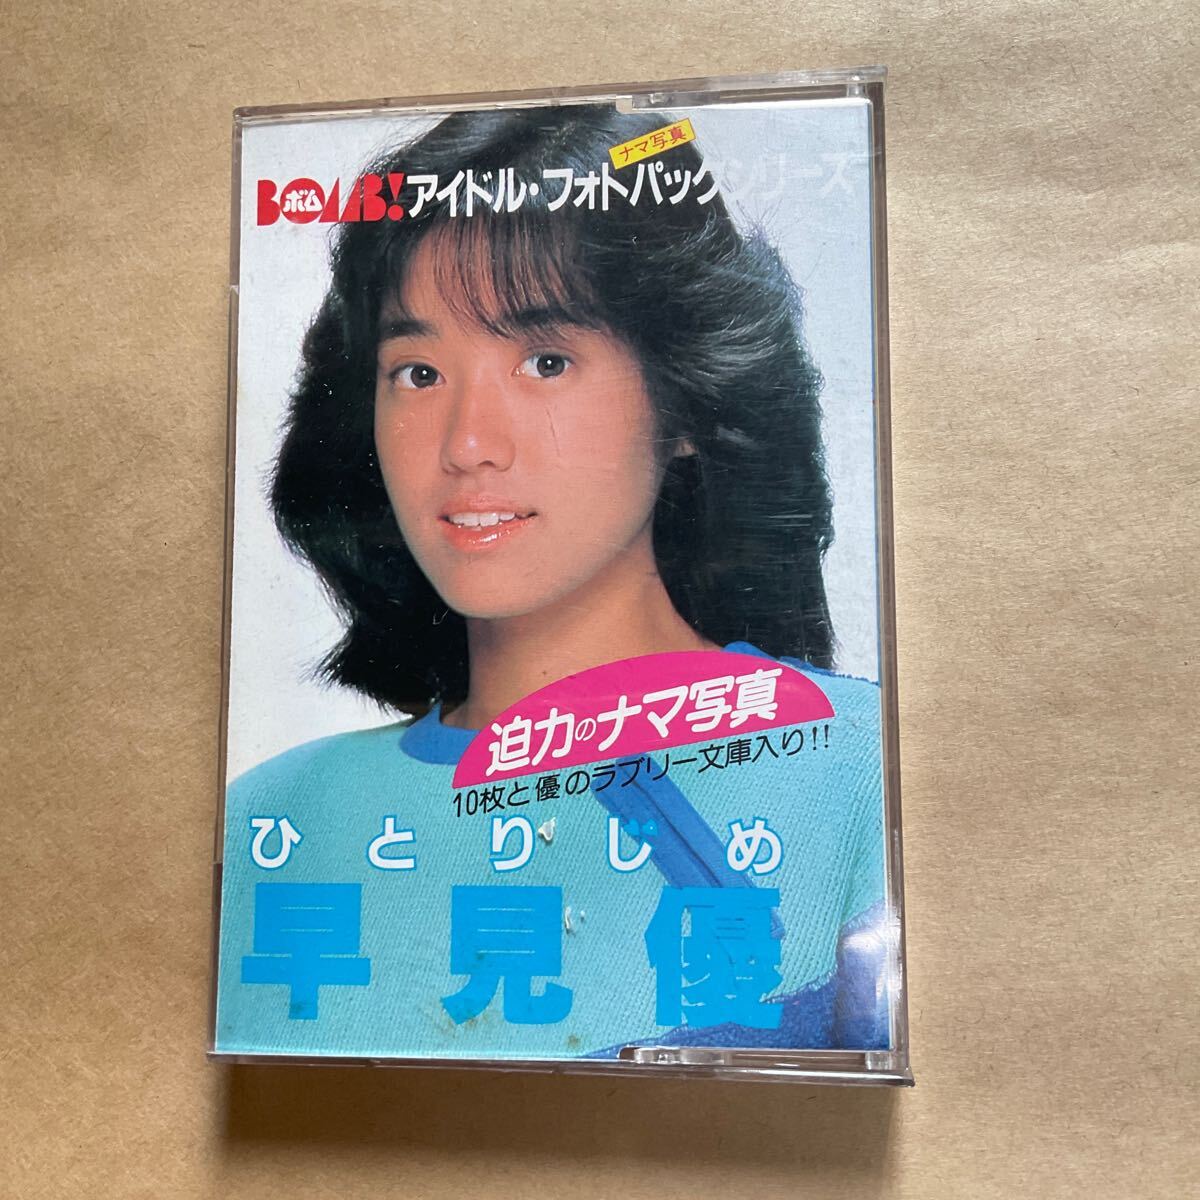 ナマ写真
BOMB! ボム アイドル・フォトパックシリーズ
迫力のナマ写真
10枚と優のラブリー文庫入り!!
ひとりじめ
早見優